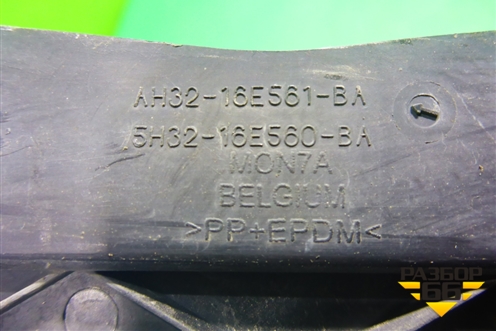 AH32-16E561-BA
5H32-16E560-BA
MON7A
BELGIUM
>PP+EPDM<
РАЗБОР
66